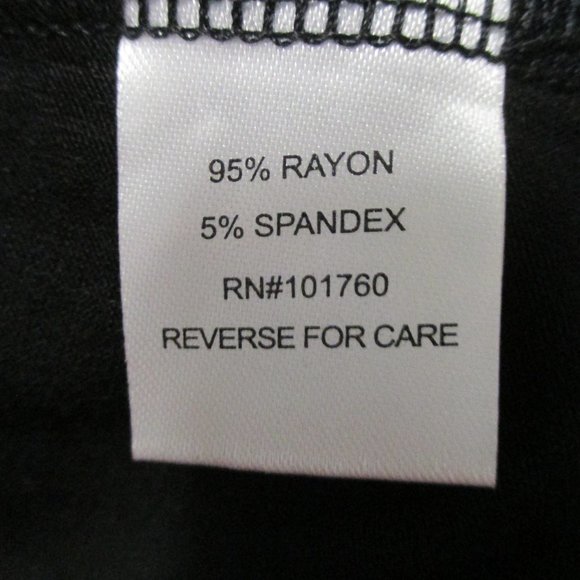 95% RAYON
5% SPANDEX
RN#101760
REVERSE FOR CARE